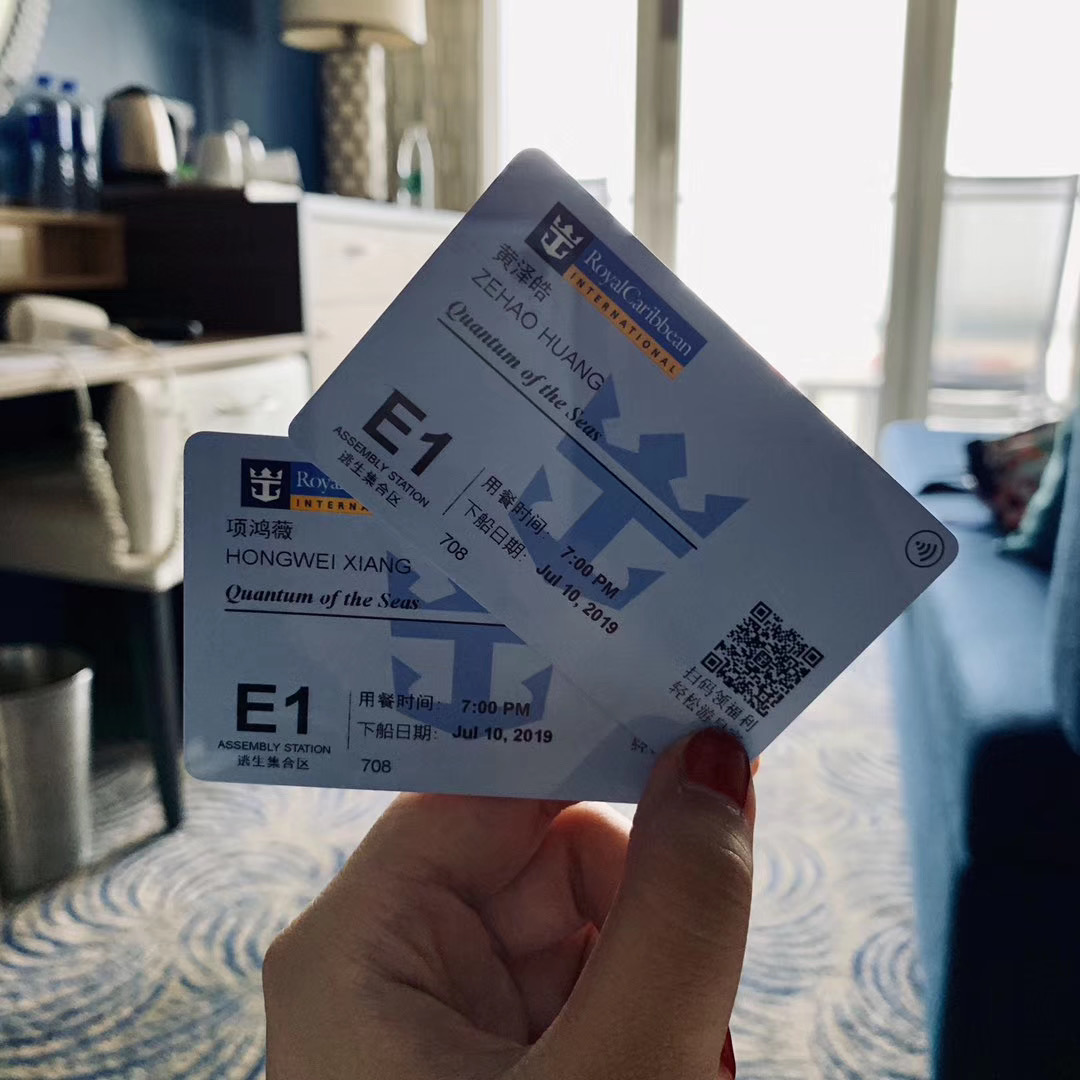 RoyalCaribbean
INTERNATIONAL
黄泽皓
ZEHAO HUANG
Quantum of the Seas
E1
ASSEMBLY STATION
逃生集合区
用餐时间: 7:00 PM
下船日期: Jul 10, 2019
708
扫码领福利
轻松游
Roya
INTERNA
项鸿薇
HONGWEI XIANG
Quantum of the Seas
E1
ASSEMBLY STATION
逃生集合区
用餐时间: 7:00 PM
下船日期: Jul 10, 2019
708